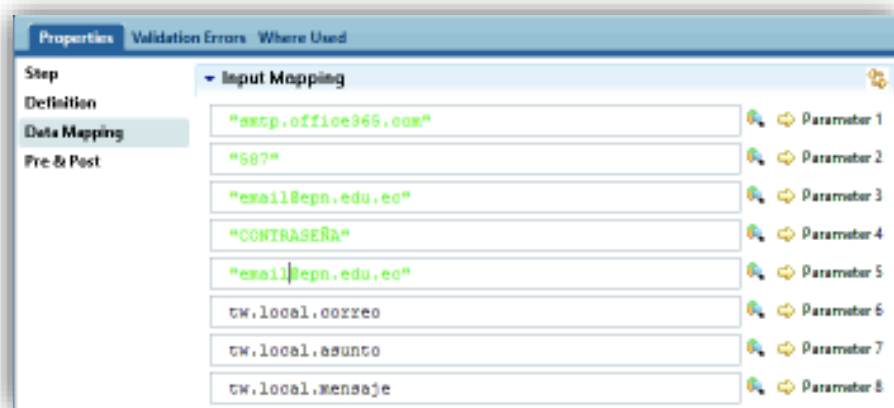 Properties Validation Errors Where Used
Step
Definition
Data Mapping
Pre & Post
Input Mapping
"smtp.office365.com" Parameter 1
"587" Parameter 2
"email@epn.edu.ec" Parameter 3
"CONTRASEÑA" Parameter 4
"email@epn.edu.ec" Parameter 5
tw.local.correo Parameter 6
tw.local.asunto Parameter 7
tw.local.mensaje Parameter 8